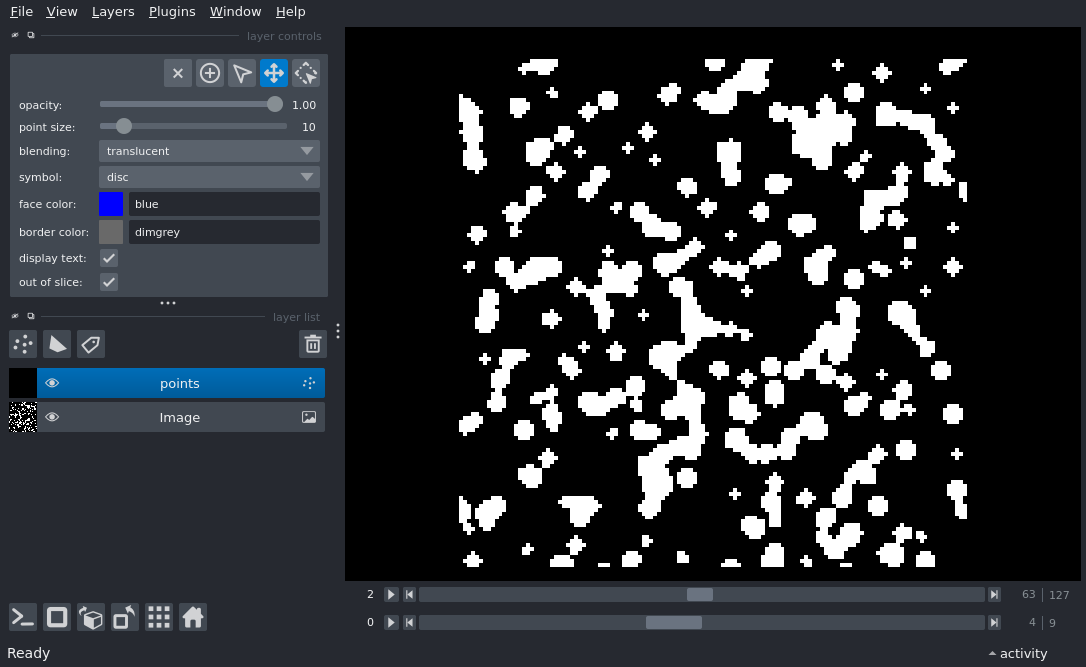 File View Layers Plugins Window Help
layer controls
opacity: 1.00
point size: 10
blending: translucent
symbol: disc
face color: blue
border color: dimgrey
display text:
out of slice:
layer list
points
Image
2 63 127
0 4 9
Ready
activity